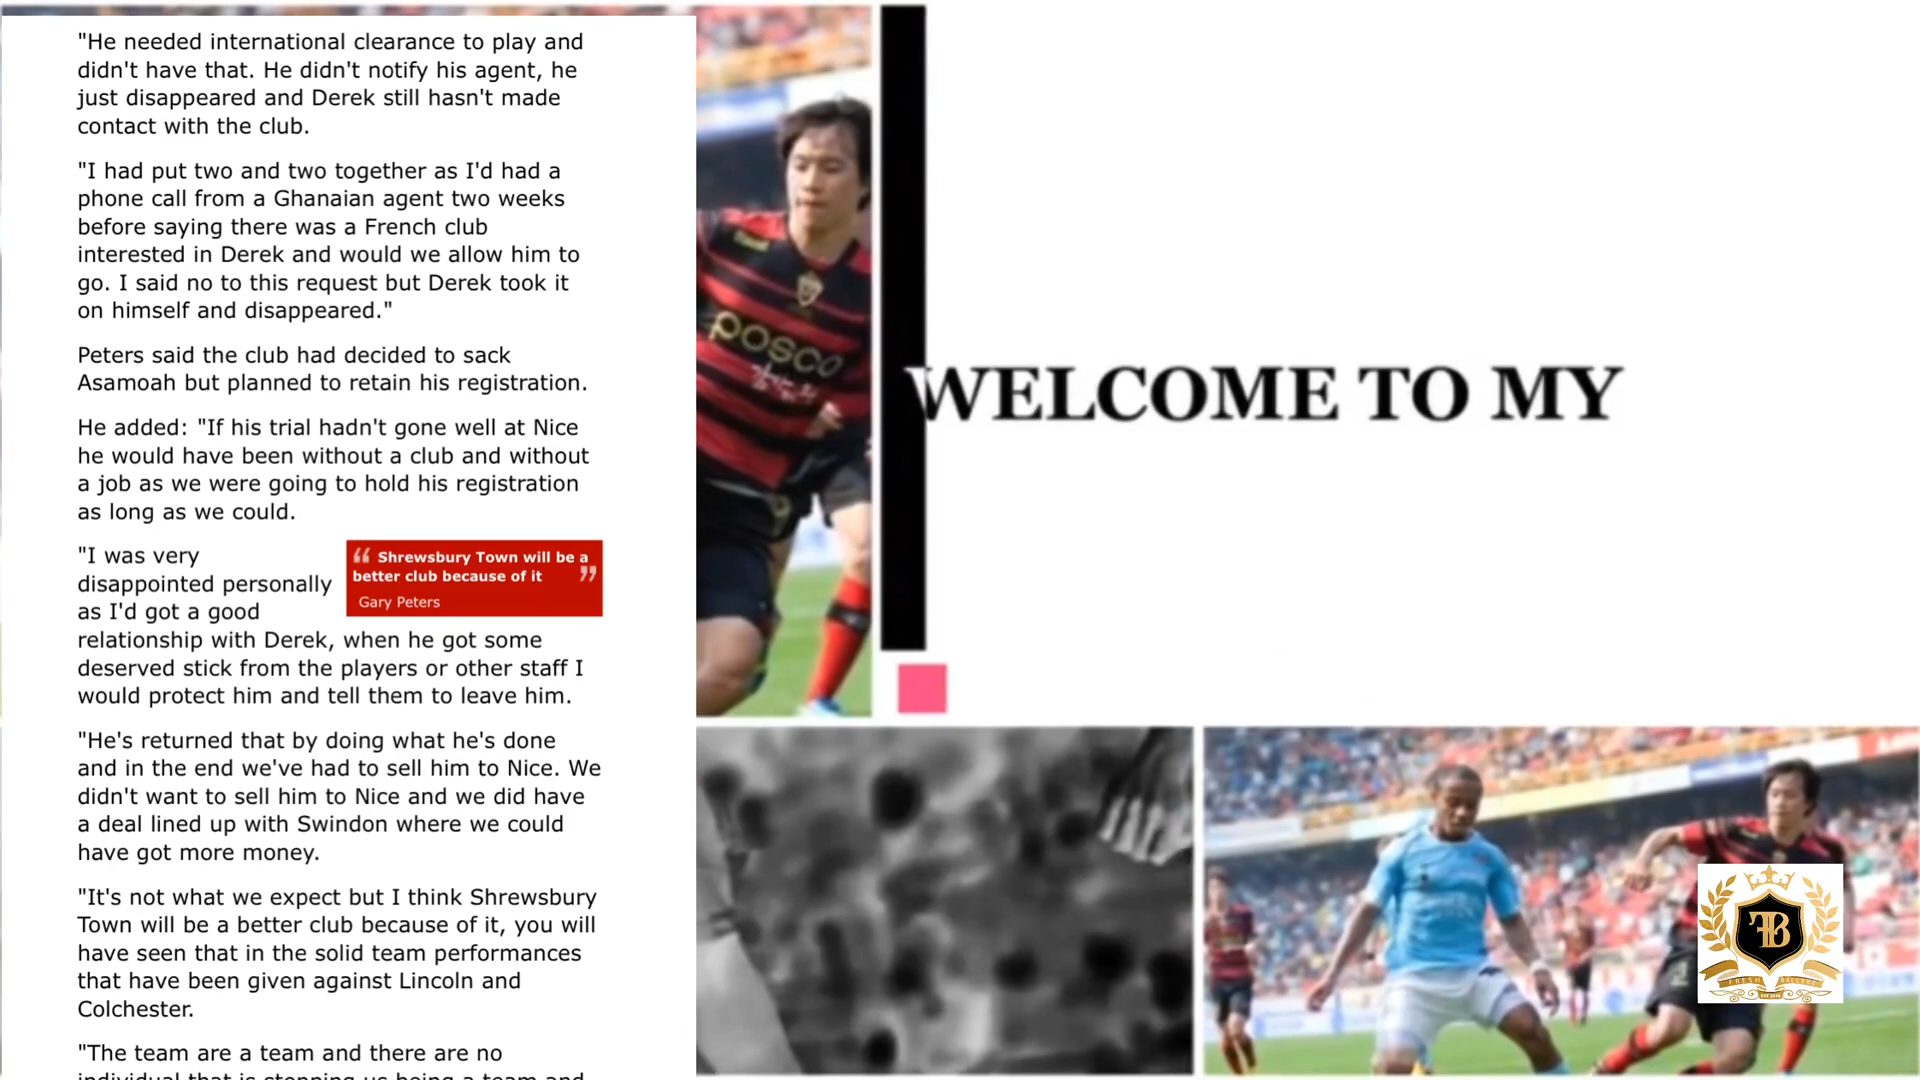 "He needed international clearance to play and
didn't have that. He didn't notify his agent, he
just disappeared and Derek still hasn't made
contact with the club.
"I had put two and two together as I'd had a
phone call from a Ghanaian agent two weeks
before saying there was a French club
interested in Derek and would we allow him to
go. I said no to this request but Derek took it
on himself and disappeared."
Peters said the club had decided to sack
Asamoah but planned to retain his registration.
He added: "If his trial hadn't gone well at Nice
he would have been without a club and without
a job as we were going to hold his registration
as long as we could.
"I was very
disappointed personally
as I'd got a good
relationship with Derek, when he got some
deserved stick from the players or other staff I
would protect him and tell them to leave him.
“ Shrewsbury Town will be a
better club because of it ”
Gary Peters
"He's returned that by doing what he's done
and in the end we've had to sell him to Nice. We
didn't want to sell him to Nice and we did have
a deal lined up with Swindon where we could
have got more money.
"It's not what we expect but I think Shrewsbury
Town will be a better club because of it, you will
have seen that in the solid team performances
that have been given against Lincoln and
Colchester.
"The team are a team and there are no
individual that is stopping us being a team and
posco
WELCOME TO MY
FB
FRESH BALLERZ